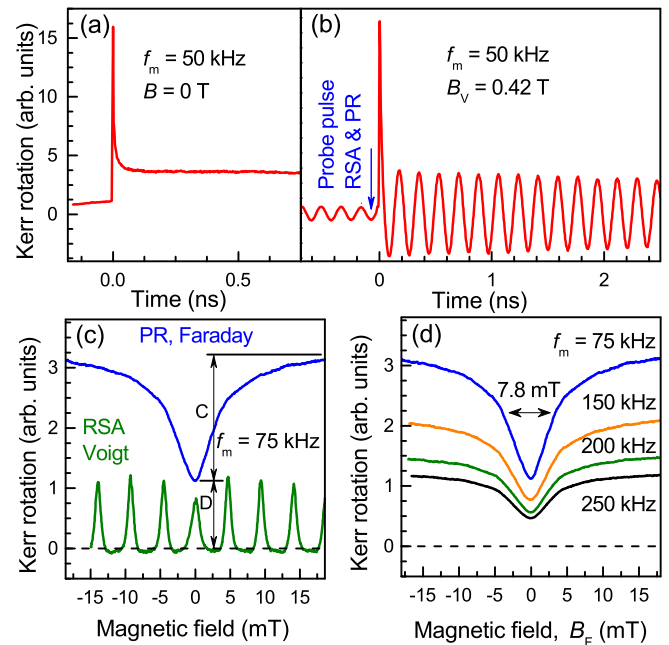 (a)
f_m = 50 kHz
B = 0 T
Kerr rotation (arb. units)
15
10
5
0
0.0
0.5
Time (ns)
(b)
f_m = 50 kHz
B_V = 0.42 T
Probe pulse
RSA & PR
0
1
2
Time (ns)
(c)
PR, Faraday
C
f_m = 75 kHz
RSA
Voigt
D
Kerr rotation (arb. units)
3
2
1
0
-15
-10
-5
0
5
10
15
Magnetic field (mT)
(d)
f_m = 75 kHz
7.8 mT
150 kHz
200 kHz
250 kHz
Kerr rotation (arb. units)
3
2
1
0
-15
-10
-5
0
5
10
15
Magnetic field, B_F (mT)